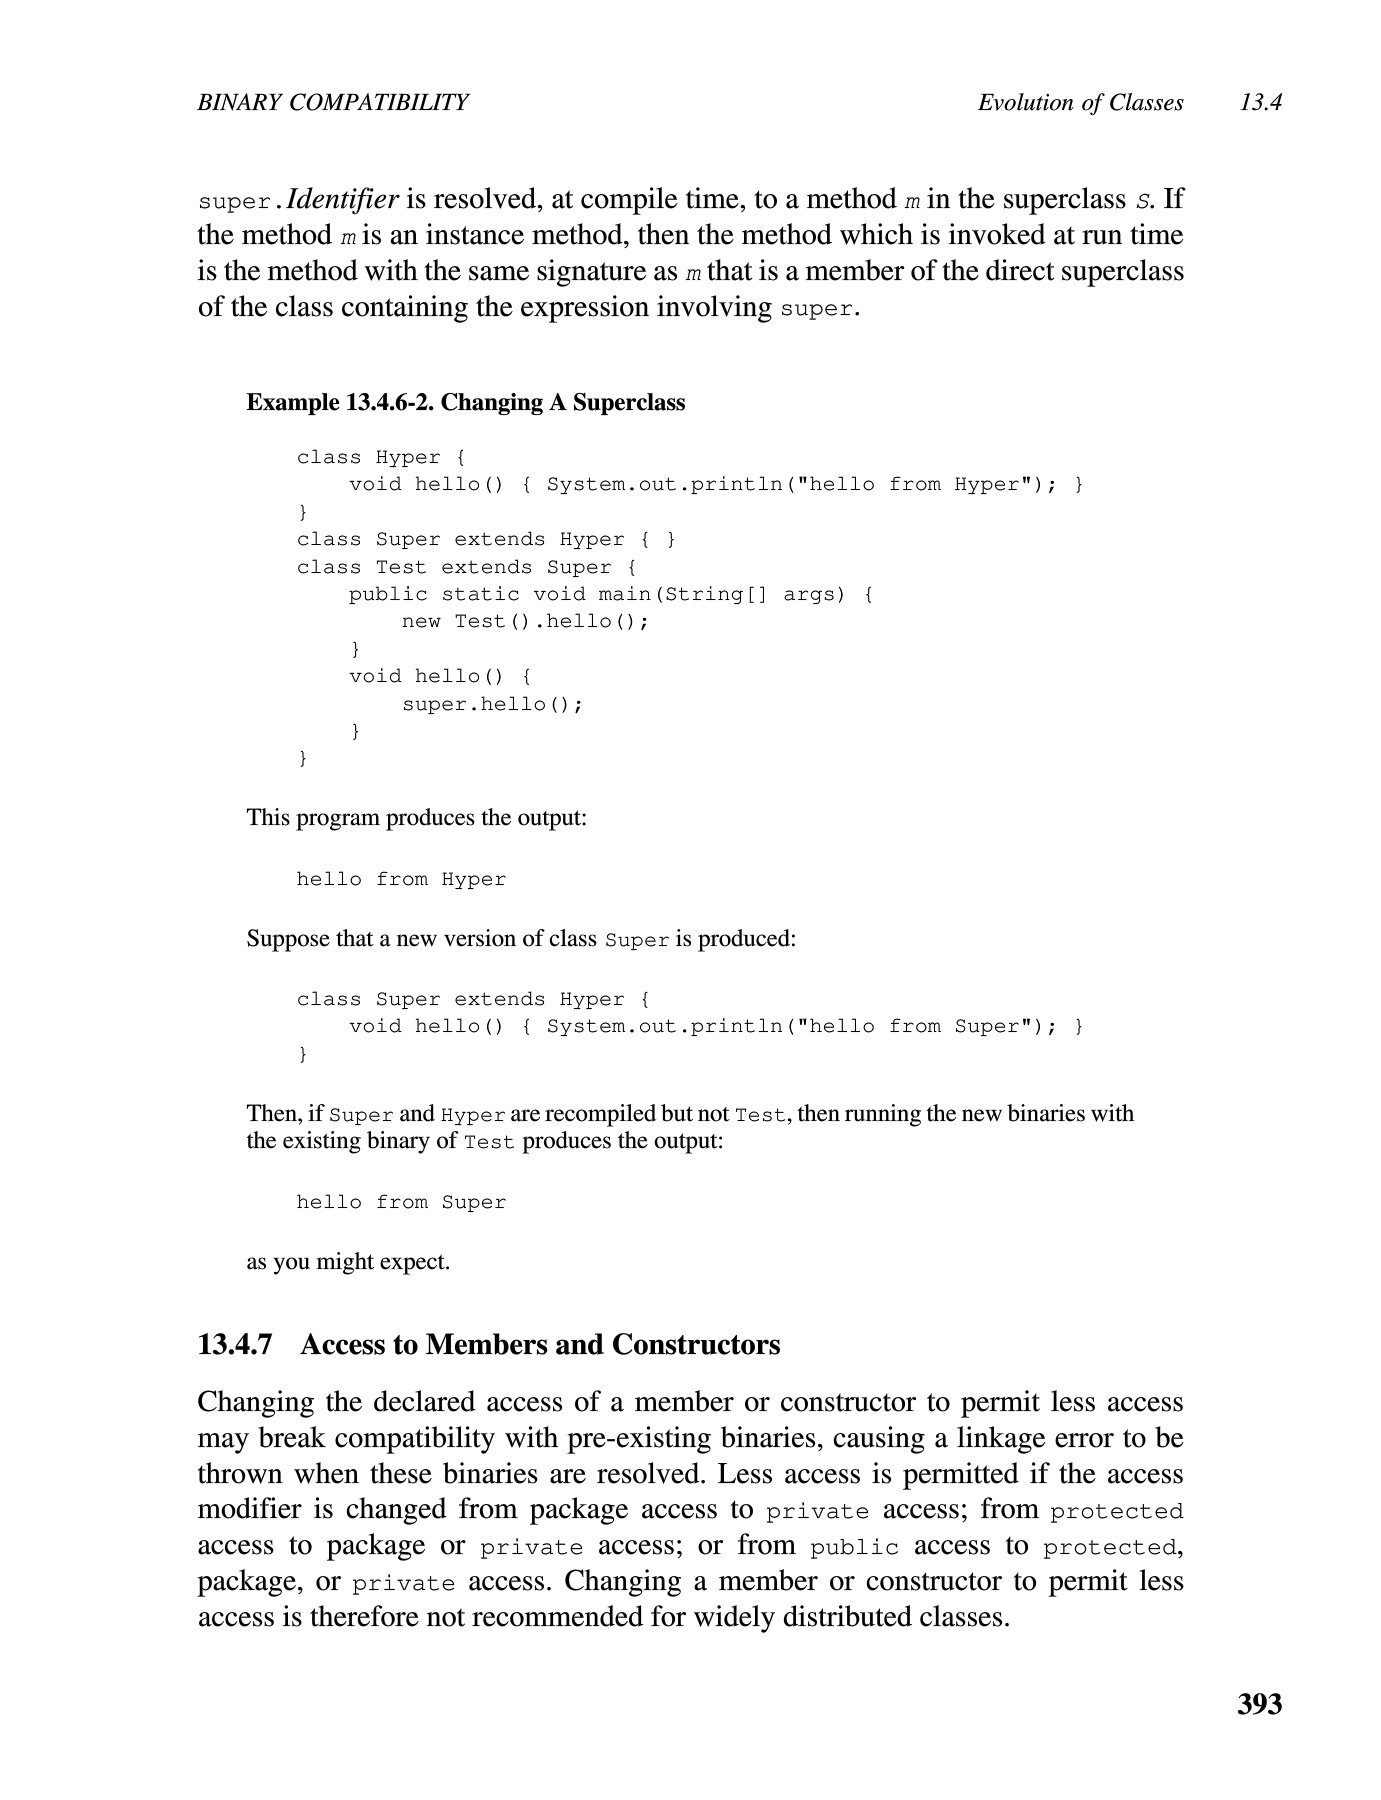 BINARY COMPATIBILITY Evolution of Classes 13.4
super.Identifier is resolved, at compile time, to a method m in the superclass S. If
the method m is an instance method, then the method which is invoked at run time
is the method with the same signature as m that is a member of the direct superclass
of the class containing the expression involving super.
Example 13.4.6-2. Changing A Superclass
class Hyper {
    void hello() { System.out.println("hello from Hyper"); }
}
class Super extends Hyper { }
class Test extends Super {
    public static void main(String[] args) {
        new Test().hello();
    }
    void hello() {
        super.hello();
    }
}
This program produces the output:
hello from Hyper
Suppose that a new version of class Super is produced:
class Super extends Hyper {
    void hello() { System.out.println("hello from Super"); }
}
Then, if Super and Hyper are recompiled but not Test, then running the new binaries with
the existing binary of Test produces the output:
hello from Super
as you might expect.
13.4.7 Access to Members and Constructors
Changing the declared access of a member or constructor to permit less access
may break compatibility with pre-existing binaries, causing a linkage error to be
thrown when these binaries are resolved. Less access is permitted if the access
modifier is changed from package access to private access; from protected
access to package or private access; or from public access to protected,
package, or private access. Changing a member or constructor to permit less
access is therefore not recommended for widely distributed classes.
393